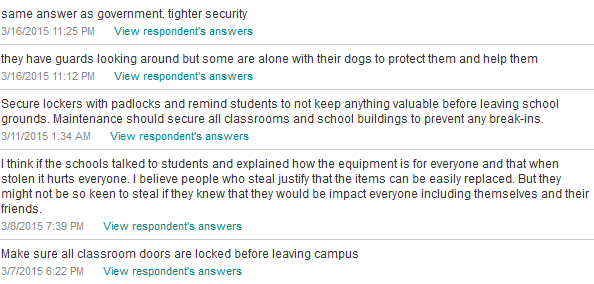 same answer as government. tighter security
3/16/2015 11:25 PM View respondent's answers
they have guards looking around but some are alone with their dogs to protect them and help them
3/16/2015 11:12 PM View respondent's answers
Secure lockers with padlocks and remind students to not keep anything valuable before leaving school
grounds. Maintenance should secure all classrooms and school buildings to prevent any break-ins.
3/11/2015 1:34 AM View respondent's answers
I think if the schools talked to students and explained how the equipment is for everyone and that when
stolen it hurts everyone. I believe people who steal justify that the items can be easily replaced. But they
might not be so keen to steal if they knew that they would be impact everyone including themselves and their
friends.
3/8/2015 7:39 PM View respondent's answers
Make sure all classroom doors are locked before leaving campus
3/7/2015 6:22 PM View respondent's answers